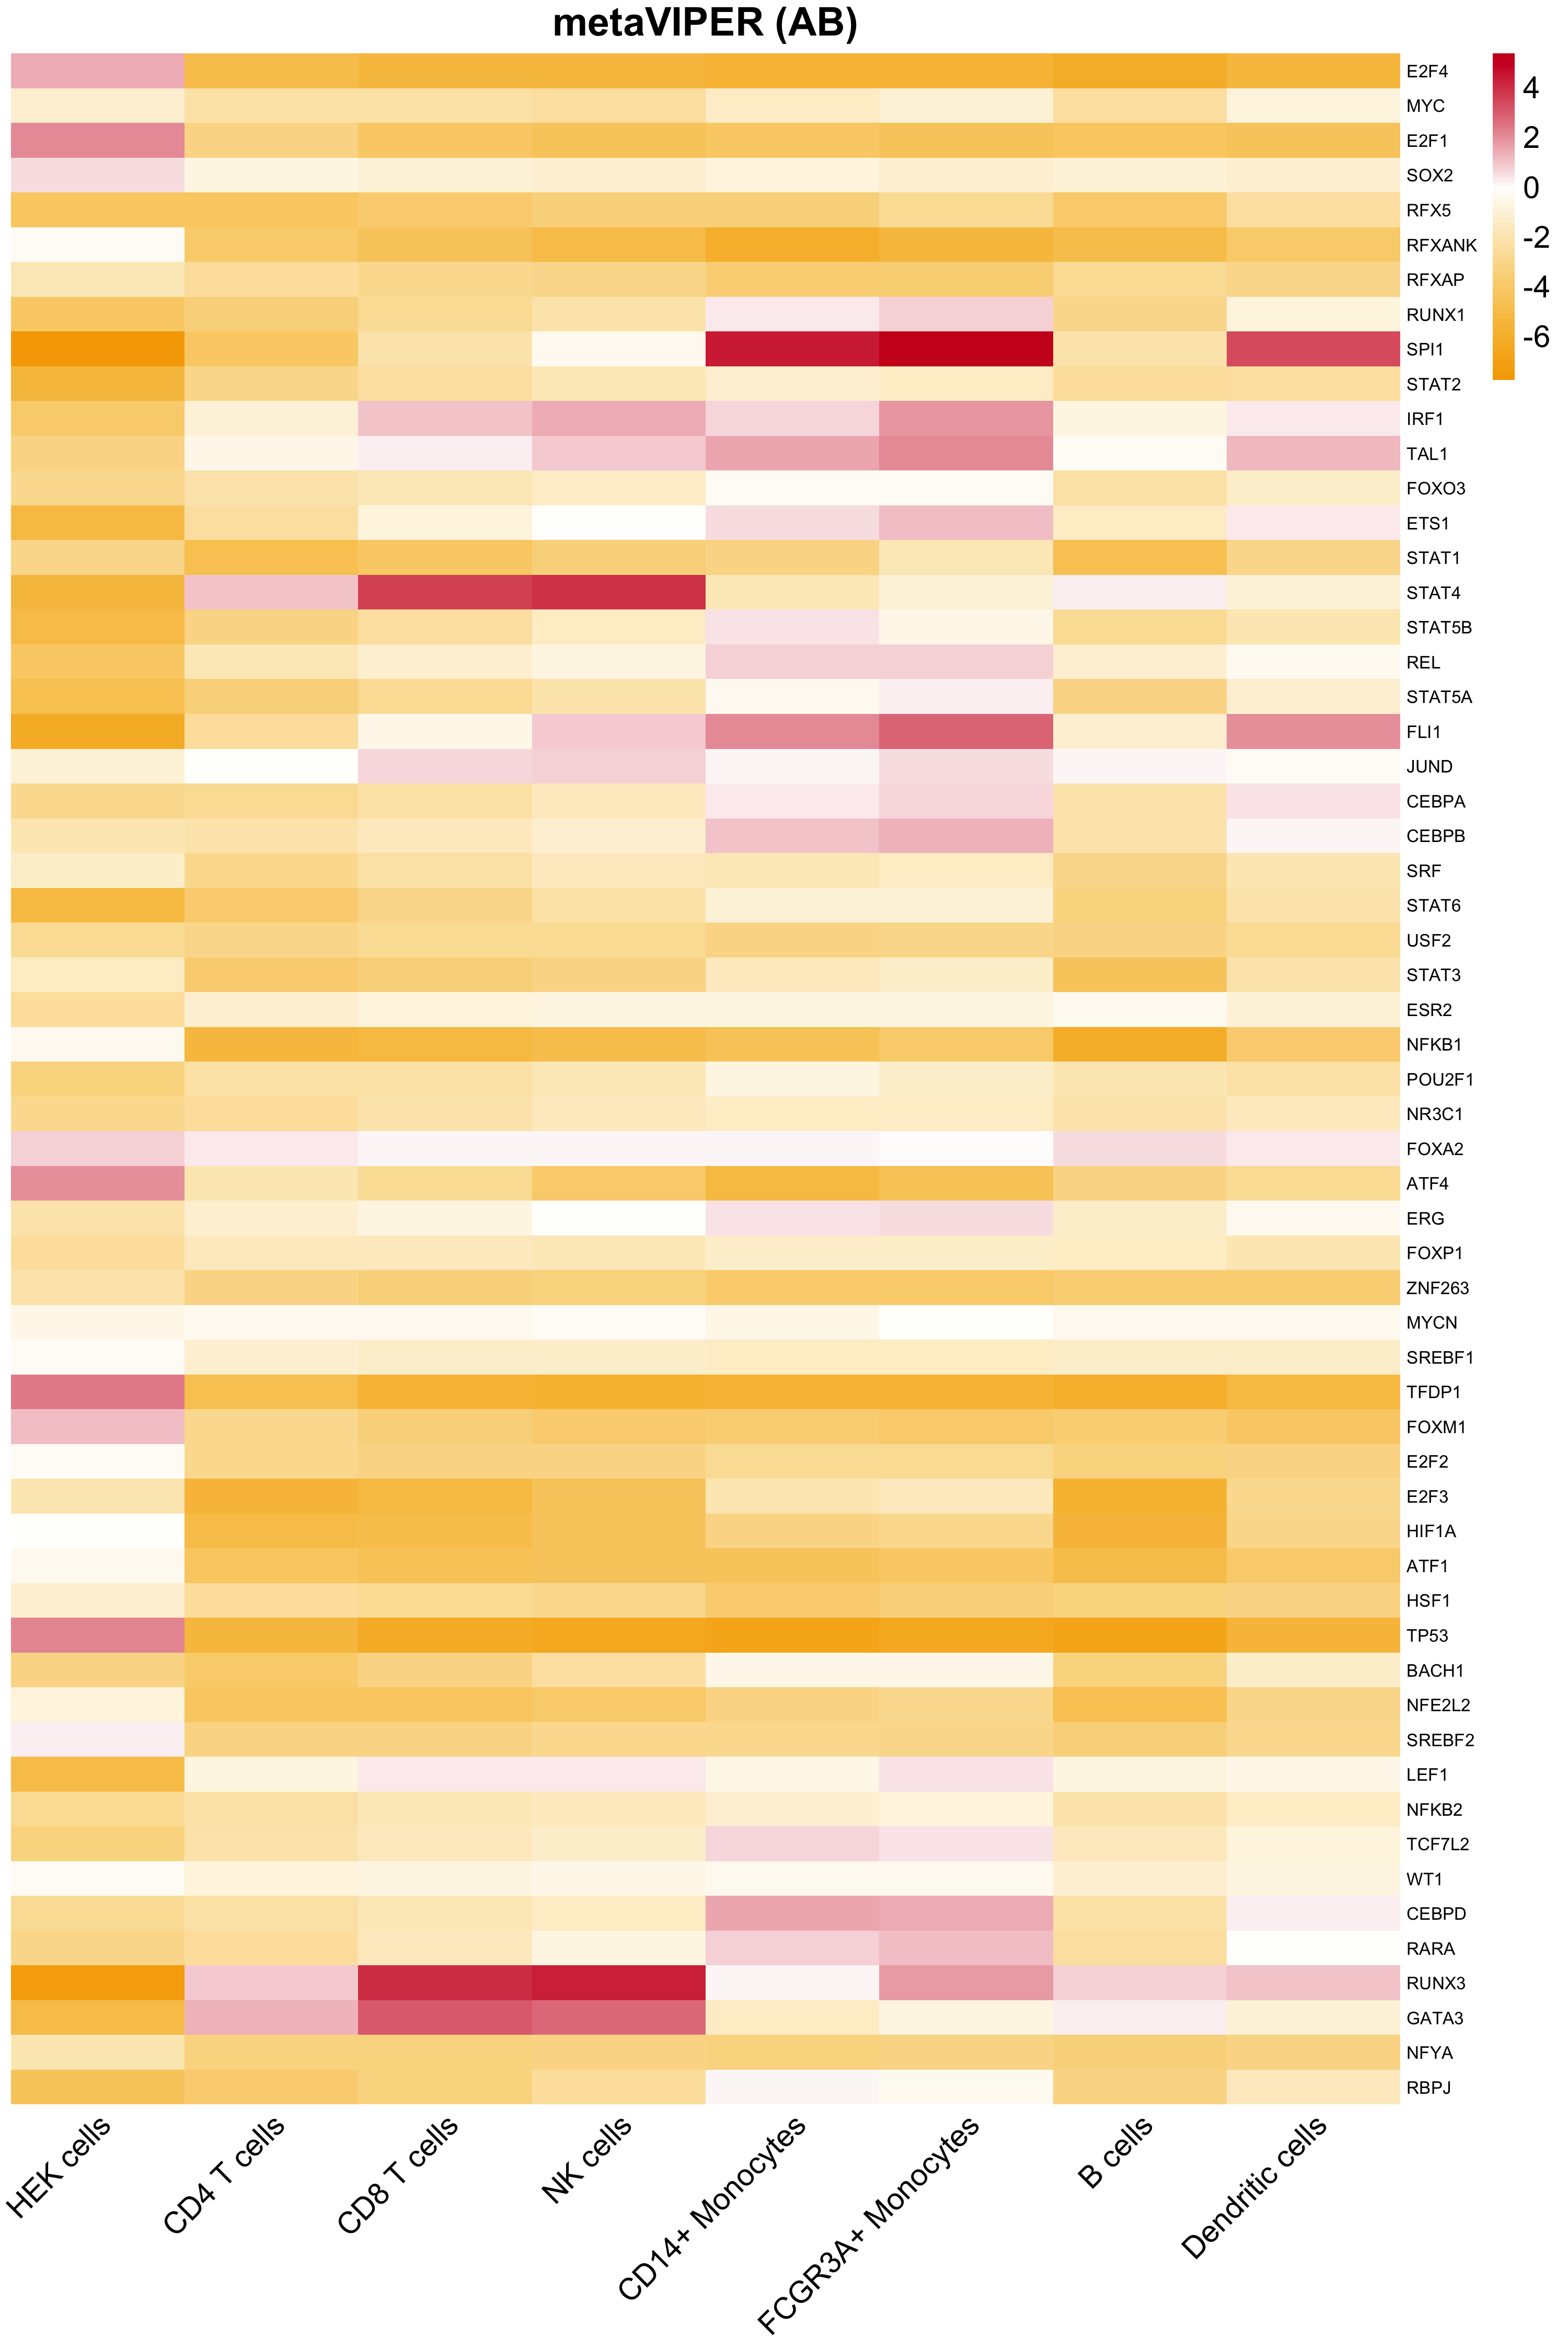 metaVIPER (AB)
E2F4
MYC
E2F1
SOX2
RFX5
RFXANK
RFXAP
RUNX1
SPI1
STAT2
IRF1
TAL1
FOXO3
ETS1
STAT1
STAT4
STAT5B
REL
STAT5A
FLI1
JUND
CEBPA
CEBPB
SRF
STAT6
USF2
STAT3
ESR2
NFKB1
POU2F1
NR3C1
FOXA2
ATF4
ERG
FOXP1
ZNF263
MYCN
SREBF1
TFDP1
FOXM1
E2F2
E2F3
HIF1A
ATF1
HSF1
TP53
BACH1
NFE2L2
SREBF2
LEF1
NFKB2
TCF7L2
WT1
CEBPD
RARA
RUNX3
GATA3
NFYA
RBPJ
4
2
0
-2
-4
-6
HEK cells
CD4 T cells
CD8 T cells
NK cells
CD14+ Monocytes
FCGR3A+ Monocytes
B cells
Dendritic cells